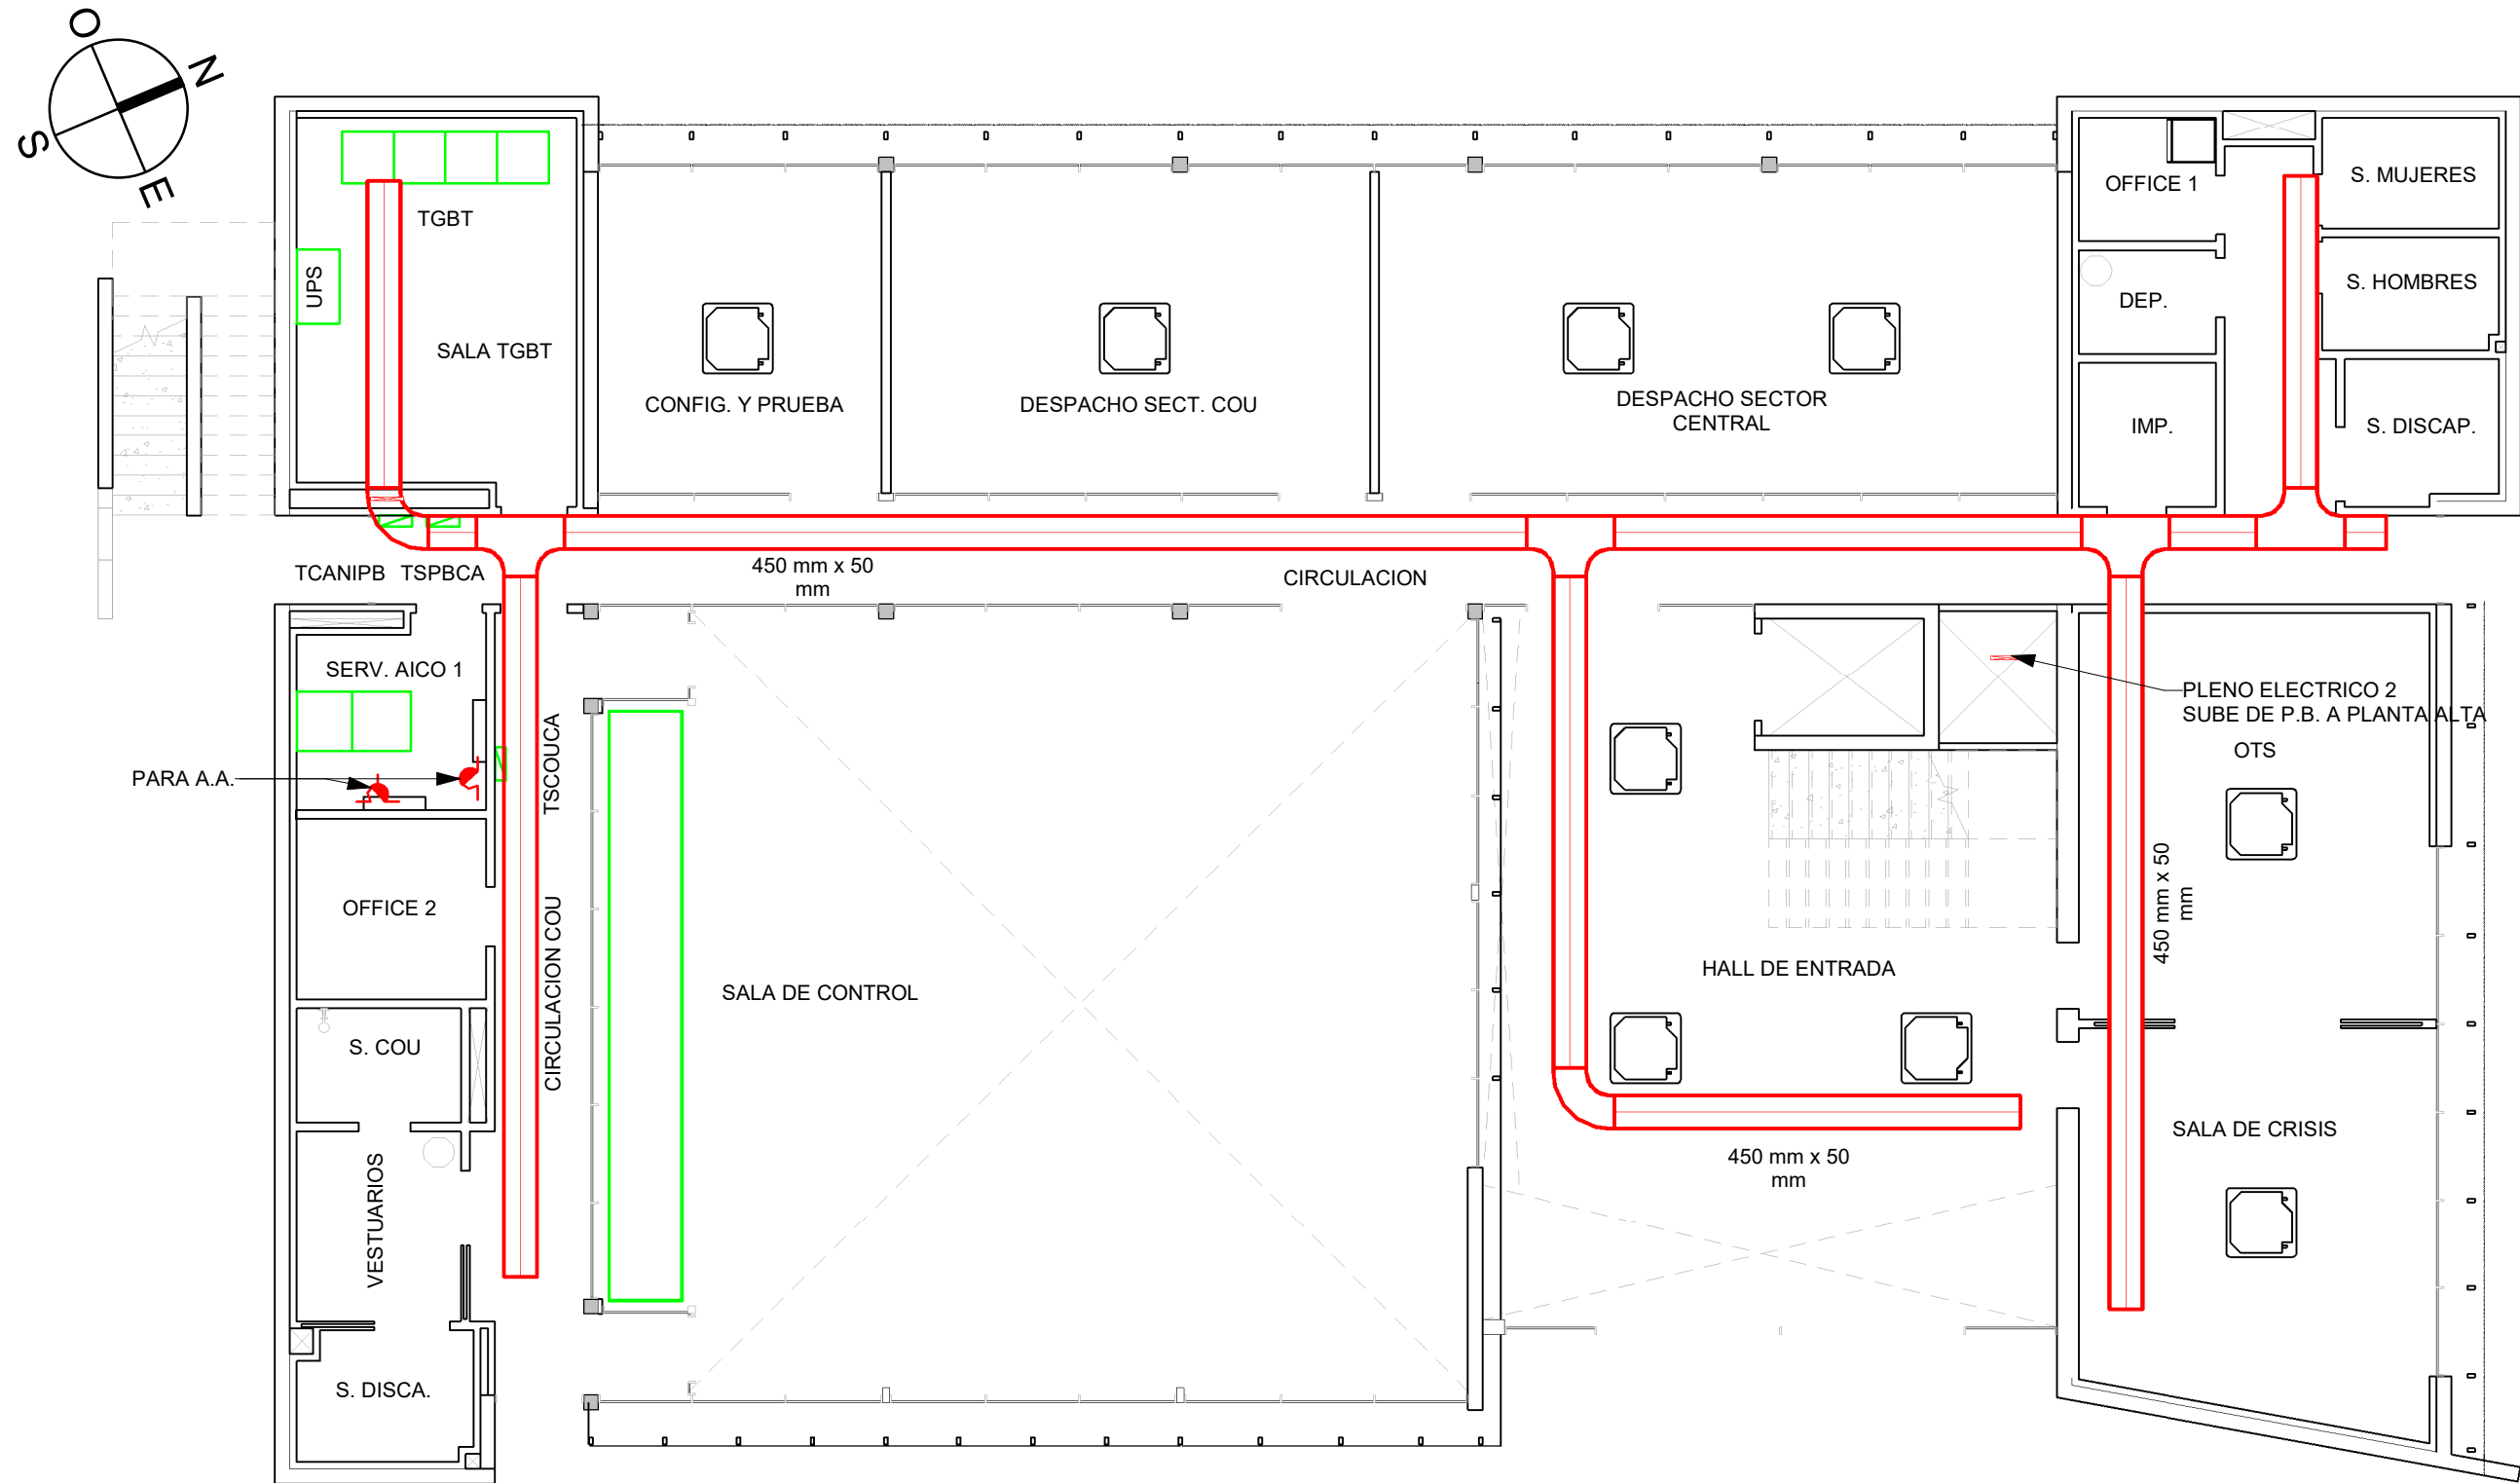 O
N
S
E
TGBT
UPS
SALA TGBT
CONFIG. Y PRUEBA
DESPACHO SECT. COU
DESPACHO SECTOR
CENTRAL
OFFICE 1
S. MUJERES
DEP.
S. HOMBRES
IMP.
S. DISCAP.
TCANIPB
TSPBCA
450 mm x 50
mm
CIRCULACION
SERV. AICO 1
PARA A.A.
TSCOUCA
PLENO ELECTRICO 2
SUBE DE P.B. A PLANTA ALTA
OTS
OFFICE 2
CIRCULACION COU
SALA DE CONTROL
HALL DE ENTRADA
450 mm x 50
mm
S. COU
VESTUARIOS
450 mm x 50
mm
SALA DE CRISIS
S. DISCA.